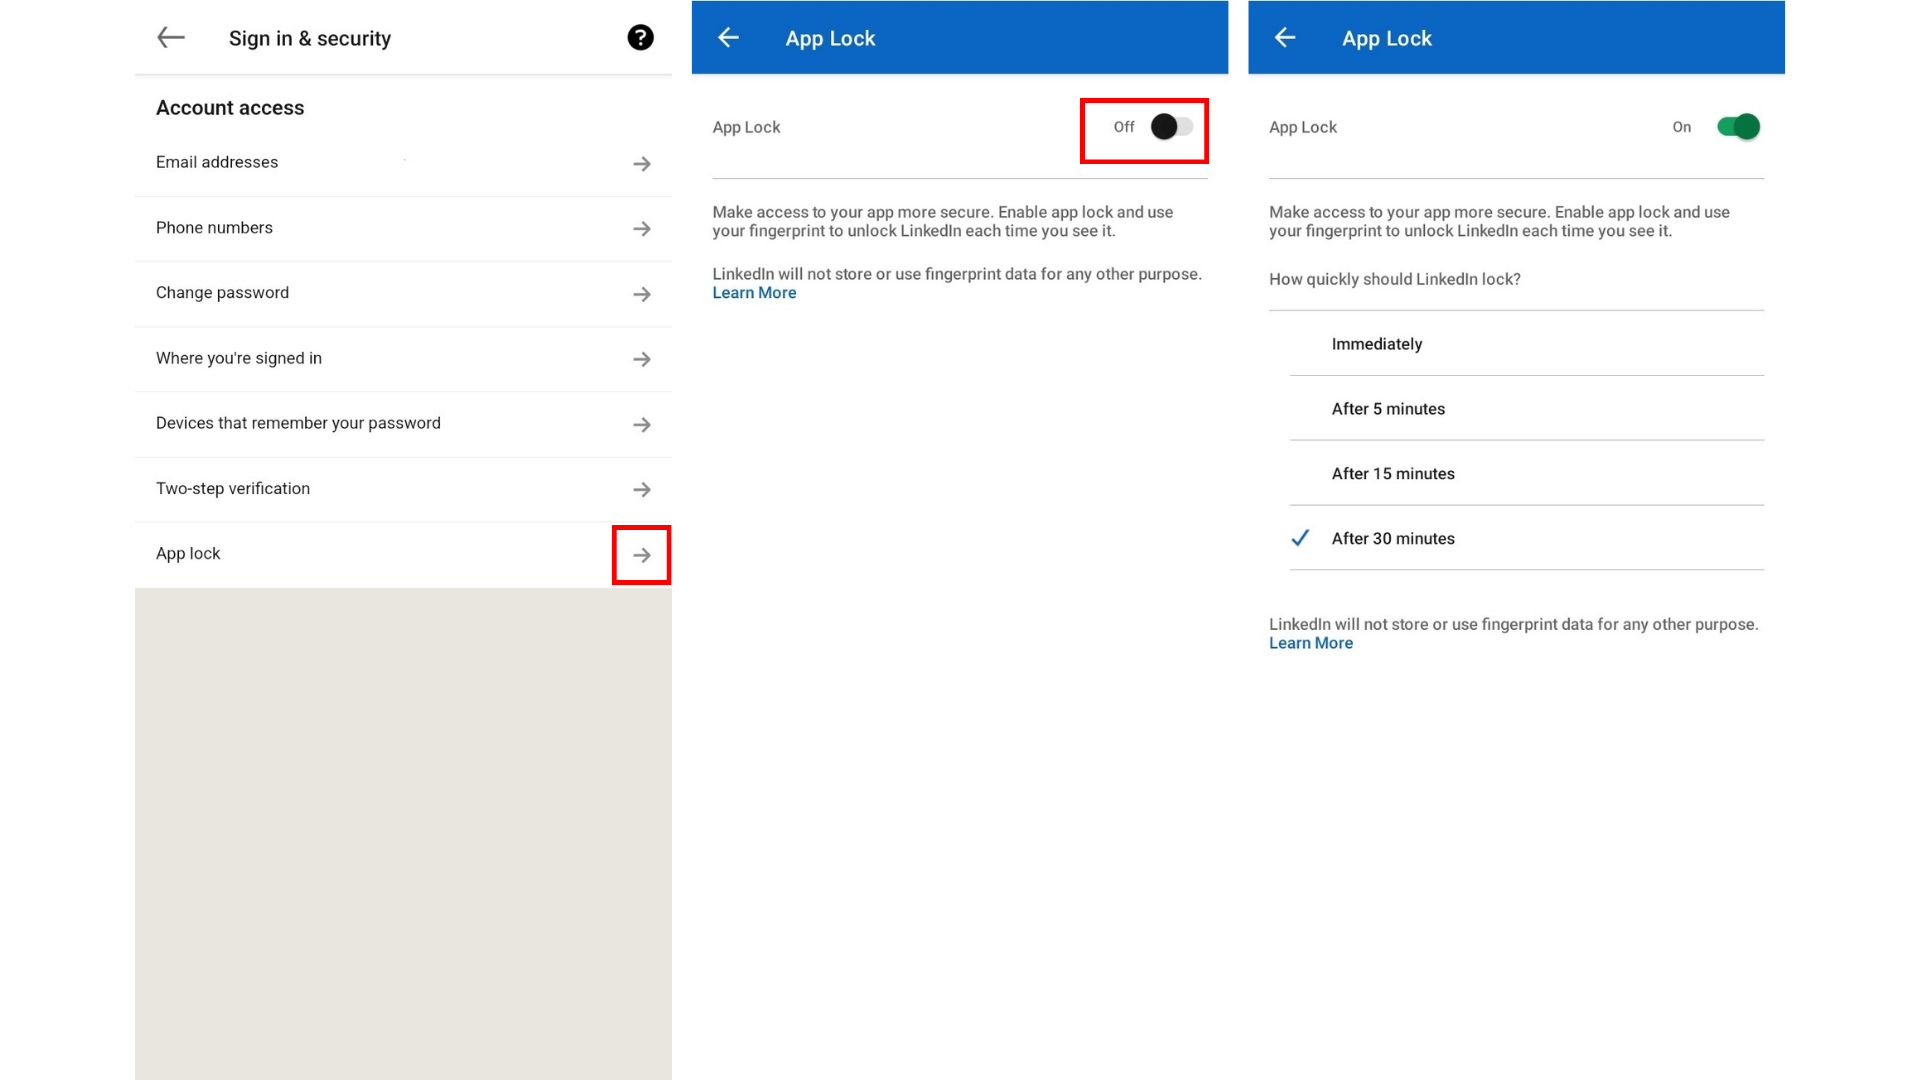 Sign in & security
?
Account access
Email addresses
Phone numbers
Change password
Where you're signed in
Devices that remember your password
Two-step verification
App lock
App Lock
App Lock
Off
Make access to your app more secure. Enable app lock and use
your fingerprint to unlock LinkedIn each time you see it.
LinkedIn will not store or use fingerprint data for any other purpose.
Learn More
App Lock
App Lock
On
Make access to your app more secure. Enable app lock and use
your fingerprint to unlock LinkedIn each time you see it.
How quickly should LinkedIn lock?
Immediately
After 5 minutes
After 15 minutes
After 30 minutes
LinkedIn will not store or use fingerprint data for any other purpose.
Learn More